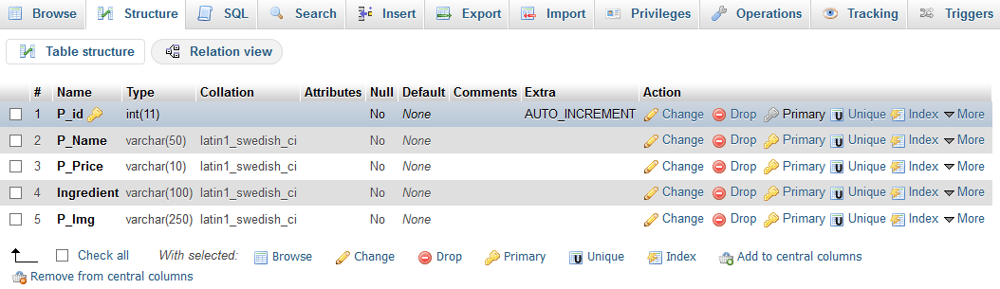 Browse Structure SQL Search Insert Export Import Privileges Operations Tracking Triggers
Table structure Relation view
# Name Type Collation Attributes Null Default Comments Extra Action
1 P_id int(11) No None AUTO_INCREMENT Change Drop Primary Unique Index More
2 P_Name varchar(50) latin1_swedish_ci No None Change Drop Primary Unique Index More
3 P_Price varchar(10) latin1_swedish_ci No None Change Drop Primary Unique Index More
4 Ingredient varchar(100) latin1_swedish_ci No None Change Drop Primary Unique Index More
5 P_Img varchar(250) latin1_swedish_ci No None Change Drop Primary Unique Index More
Check all With selected: Browse Change Drop Primary Unique Index Add to central columns
Remove from central columns